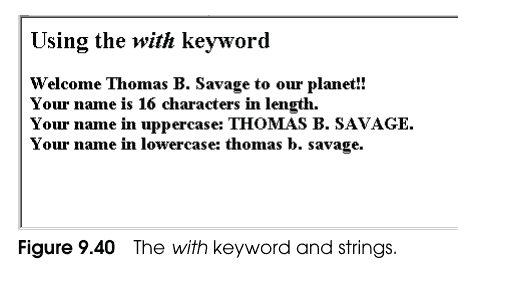 Using the with keyword
Welcome Thomas B. Savage to our planet!!
Your name is 16 characters in length.
Your name in uppercase: THOMAS B. SAVAGE.
Your name in lowercase: thomas b. savage.
Figure 9.40 The with keyword and strings.